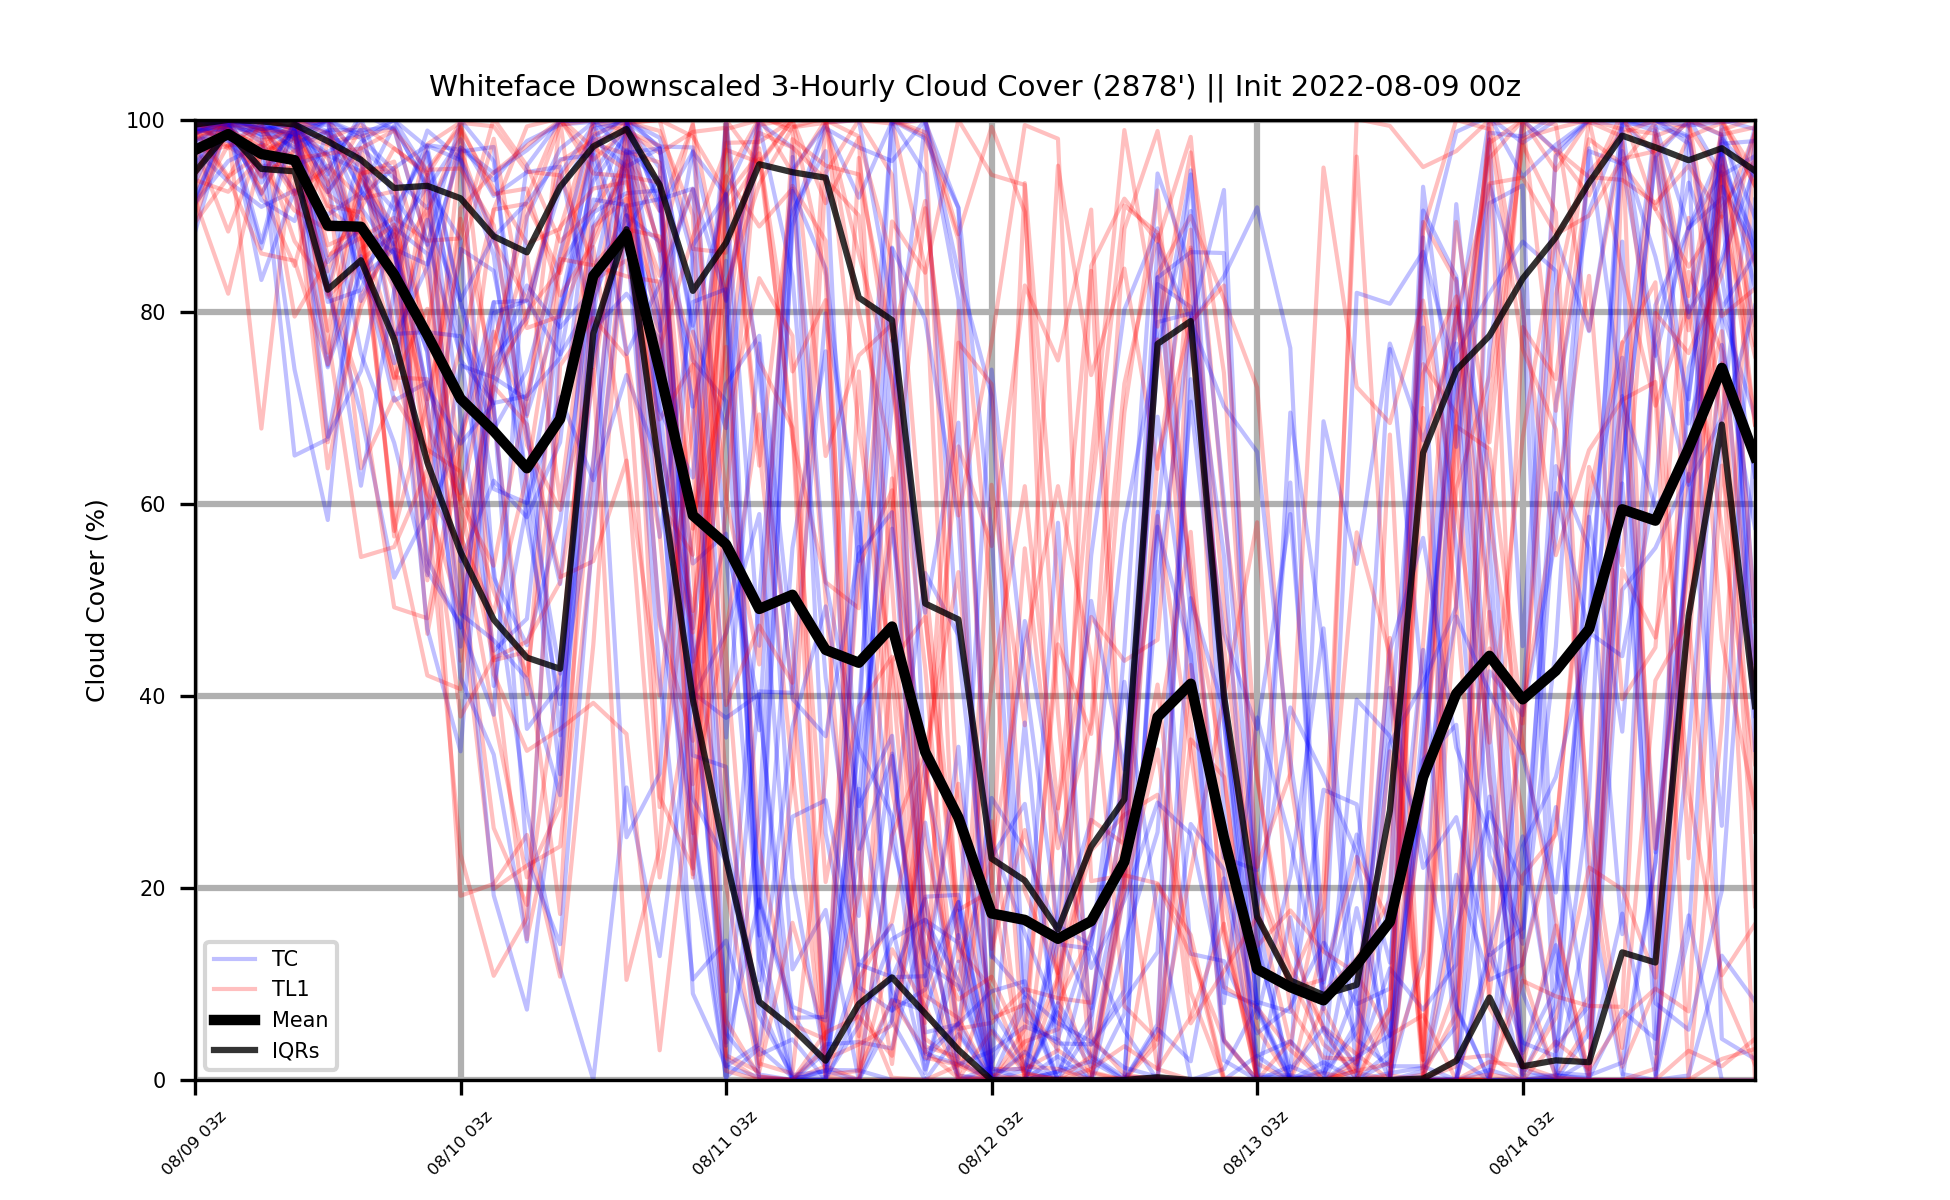 Whiteface Downscaled 3-Hourly Cloud Cover (2878') || Init 2022-08-09 00z
100
80
60
40
20
0
Cloud Cover (%)
TC
TL1
Mean
IQRs
08/09 03z
08/10 03z
08/11 03z
08/12 03z
08/13 03z
08/14 03z